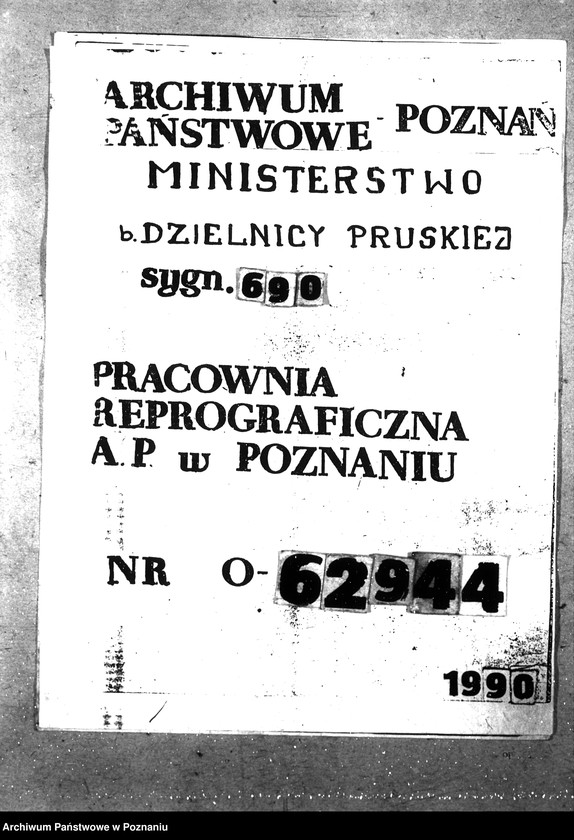 ARCHIWUM
PAŃSTWOWE - POZNAŃ
MINISTERSTWO
b. DZIELNICY PRUSKIEJ
sygn. 690
PRACOWNIA
REPROGRAFICZNA
A.P. w POZNANIU
NR O-62944
1990
Archiwum Państwowe w Poznaniu